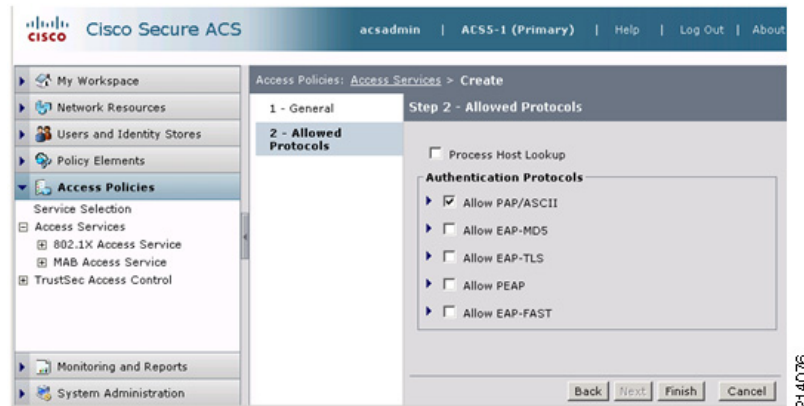 CISCO Cisco Secure ACS
acsadmin | ACS5-1 (Primary) | Help | Log Out | About
My Workspace
Network Resources
Users and Identity Stores
Policy Elements
Access Policies
Service Selection
Access Services
802.1X Access Service
MAB Access Service
TrustSec Access Control
Monitoring and Reports
System Administration
Access Policies: Access Services > Create
1 - General
2 - Allowed
Protocols
Step 2 - Allowed Protocols
Process Host Lookup
Authentication Protocols
Allow PAP/ASCII
Allow EAP-MD5
Allow EAP-TLS
Allow PEAP
Allow EAP-FAST
Back Next Finish Cancel